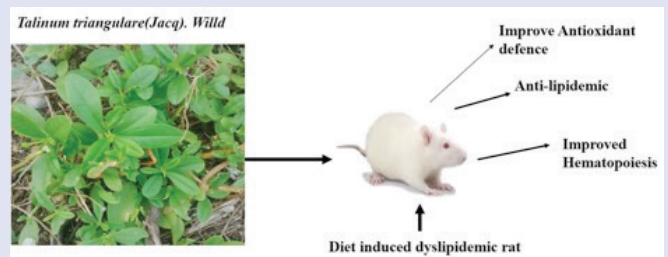 Talinum triangulare(Jacq). Willd
Improve Antioxidant
defence
Anti-lipidemic
Improved
Hematopoiesis
Diet induced dyslipidemic rat